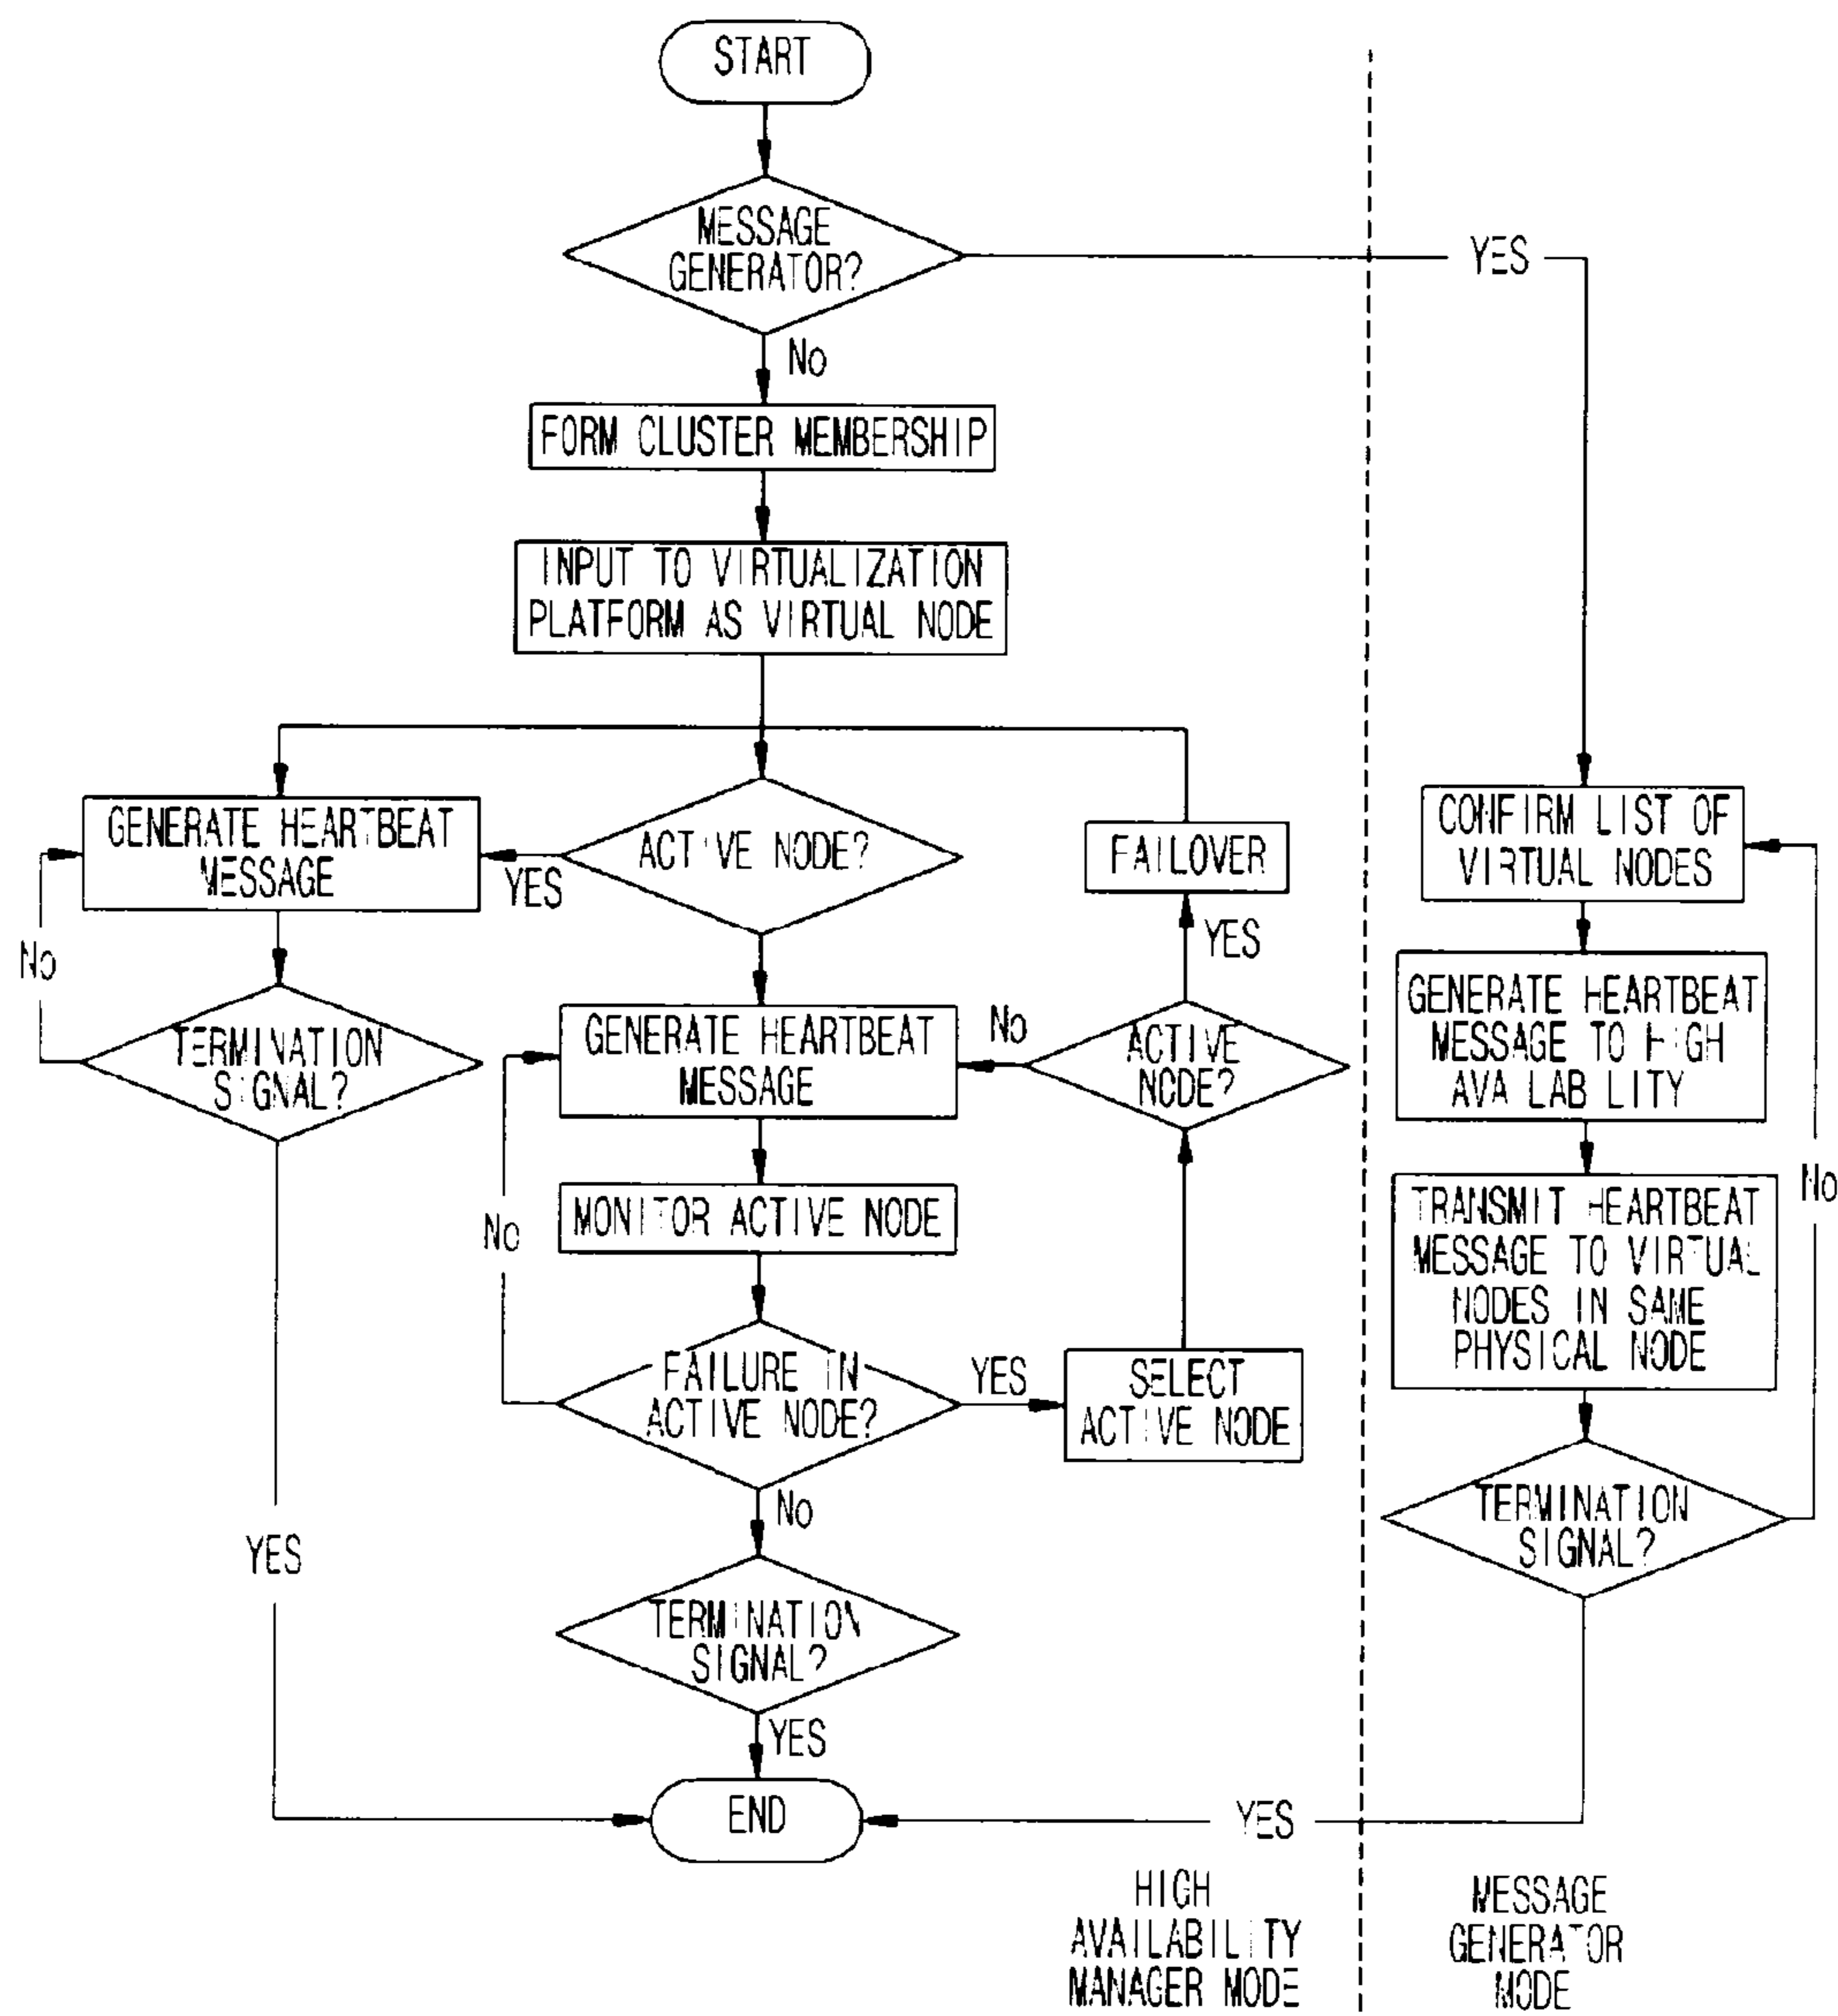 START
MESSAGE
GENERATOR?
YES
No
FORM CLUSTER MEMBERSHIP
INPUT TO VIRTUALIZATION
PLATFORM AS VIRTUAL NODE
GENERATE HEARTBEAT
MESSAGE
YES
ACTIVE NODE?
FAILOVER
YES
No
TERMINATION
SIGNAL?
YES
GENERATE HEARTBEAT
MESSAGE
No
ACTIVE
NODE?
MONITOR ACTIVE NODE
No
FAILURE IN
ACTIVE NODE?
YES
SELECT
ACTIVE NODE
No
TERMINATION
SIGNAL?
YES
END
CONFIRM LIST OF
VIRTUAL NODES
GENERATE HEARTBEAT
MESSAGE TO HIGH
AVAILABILITY
TRANSMIT HEARTBEAT
MESSAGE TO VIRTUAL
NODES IN SAME
PHYSICAL NODE
No
TERMINATION
SIGNAL?
YES
HIGH
AVAILABILITY
MANAGER MODE
MESSAGE
GENERATOR
MODE